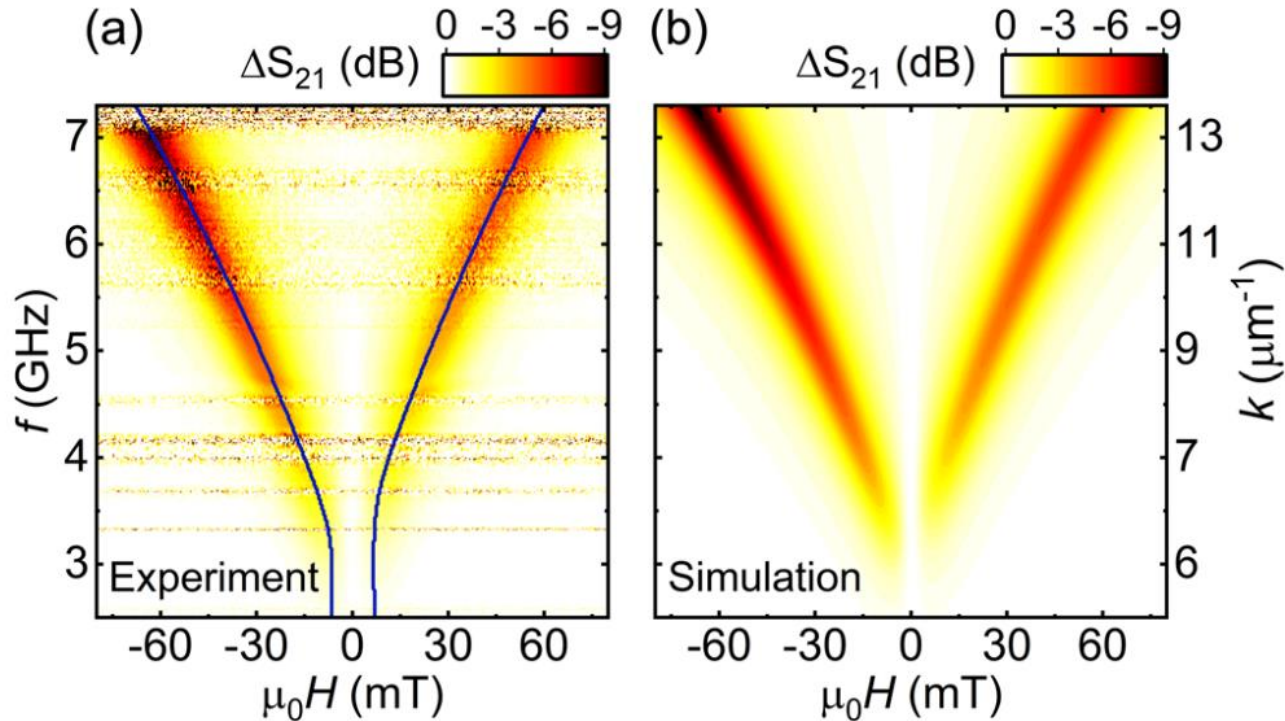 (a)
0 -3 -6 -9
ΔS₂₁ (dB)
(b)
0 -3 -6 -9
ΔS₂₁ (dB)
7
6
5
4
3
f (GHz)
Experiment
-60 -30 0 30 60
μ₀H (mT)
13
11
9
7
6
k (μm⁻¹)
Simulation
-60 -30 0 30 60
μ₀H (mT)